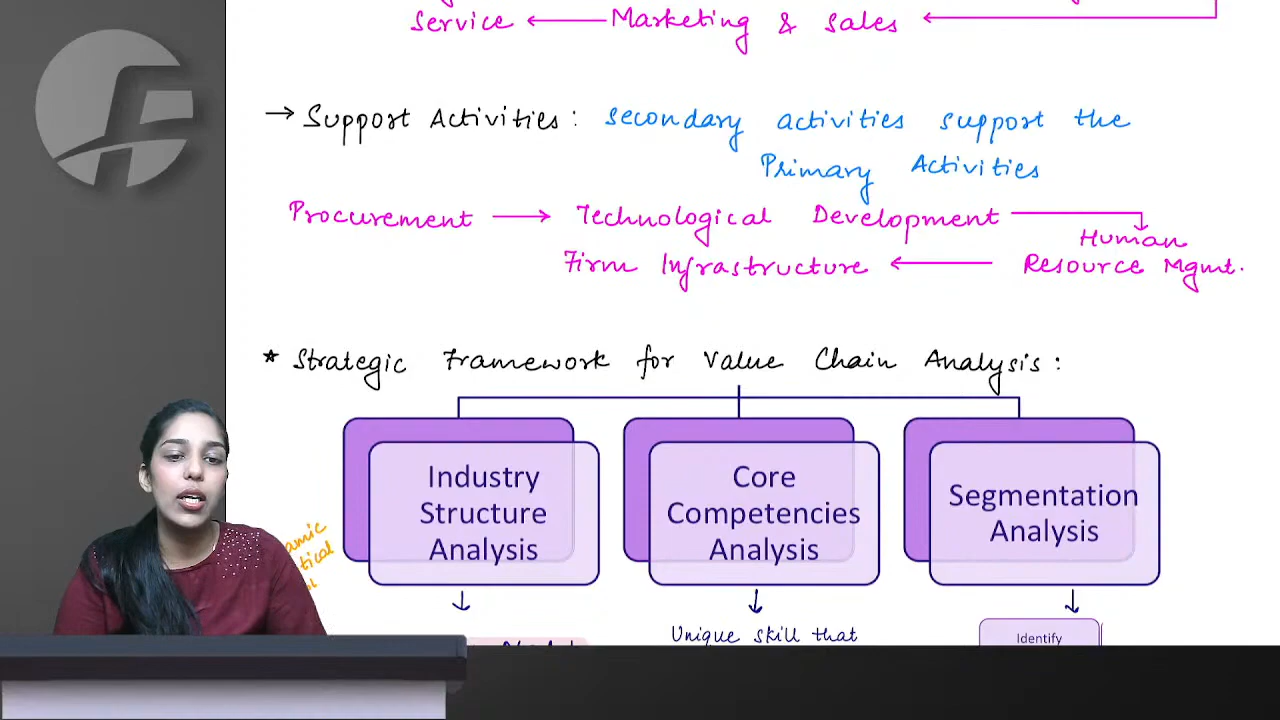 Service ← Marketing & Sales ←
→ Support Activities : Secondary activities support the
Primary Activities
Procurement → Technological Development
Human
Firm Infrastructure ← Resource Mgmt.
* Strategic Framework for Value Chain Analysis :
Industry
Structure
Analysis
Core
Competencies
Analysis
Segmentation
Analysis
Unique skill that
Identify